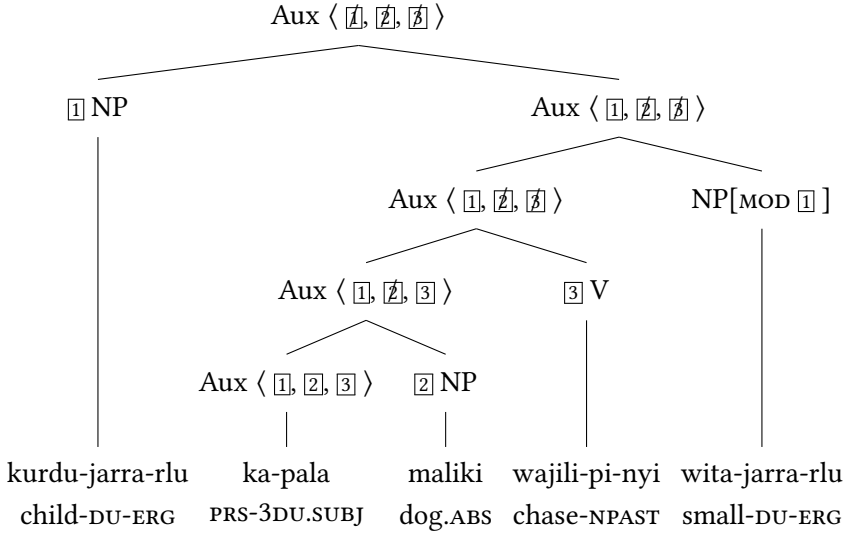 Aux ⟨ 1̸, 2̸, 3̸ ⟩
1 NP Aux ⟨ 1, 2̸, 3̸ ⟩
Aux ⟨ 1, 2̸, 3̸ ⟩ NP[MOD 1 ]
Aux ⟨ 1, 2̸, 3 ⟩ 3 V
Aux ⟨ 1, 2, 3 ⟩ 2 NP
kurdu-jarra-rlu ka-pala maliki wajili-pi-nyi wita-jarra-rlu
child-DU-ERG PRS-3DU.SUBJ dog.ABS chase-NPAST small-DU-ERG